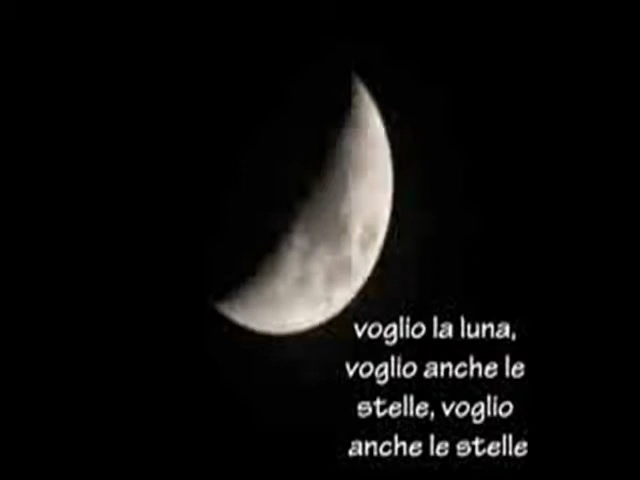 voglio la luna,
voglio anche le
stelle, voglio
anche le stelle